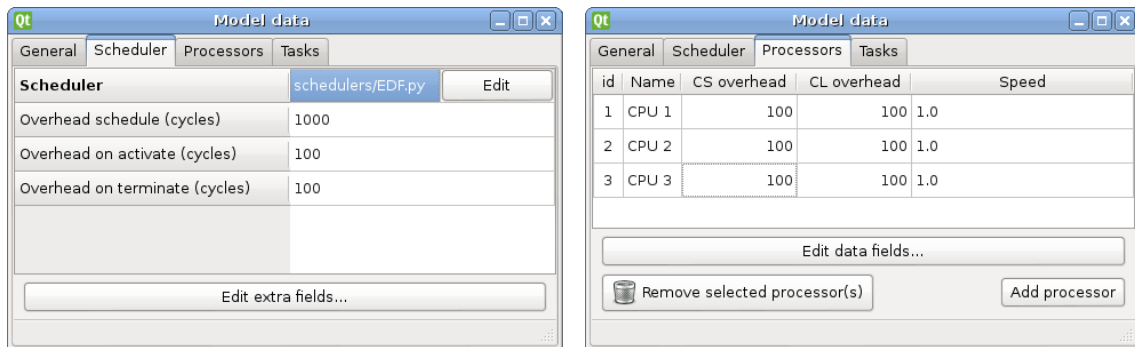 Qt Model data
General Scheduler Processors Tasks
Scheduler schedulers/EDF.py Edit
Overhead schedule (cycles) 1000
Overhead on activate (cycles) 100
Overhead on terminate (cycles) 100
Edit extra fields...
Qt Model data
General Scheduler Processors Tasks
id Name CS overhead CL overhead Speed
1 CPU 1 100 100 1.0
2 CPU 2 100 100 1.0
3 CPU 3 100 100 1.0
Edit data fields...
Remove selected processor(s) Add processor